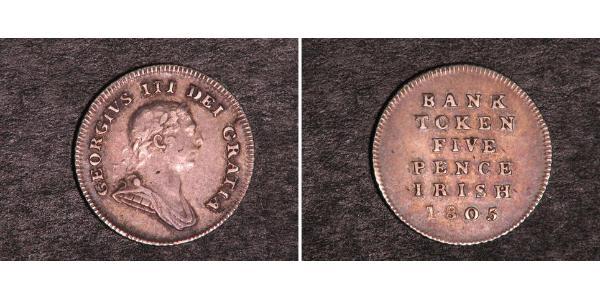 GEORGIVS III DEI GRATIA
BANK
TOKEN
FIVE
PENCE
IRISH
1805